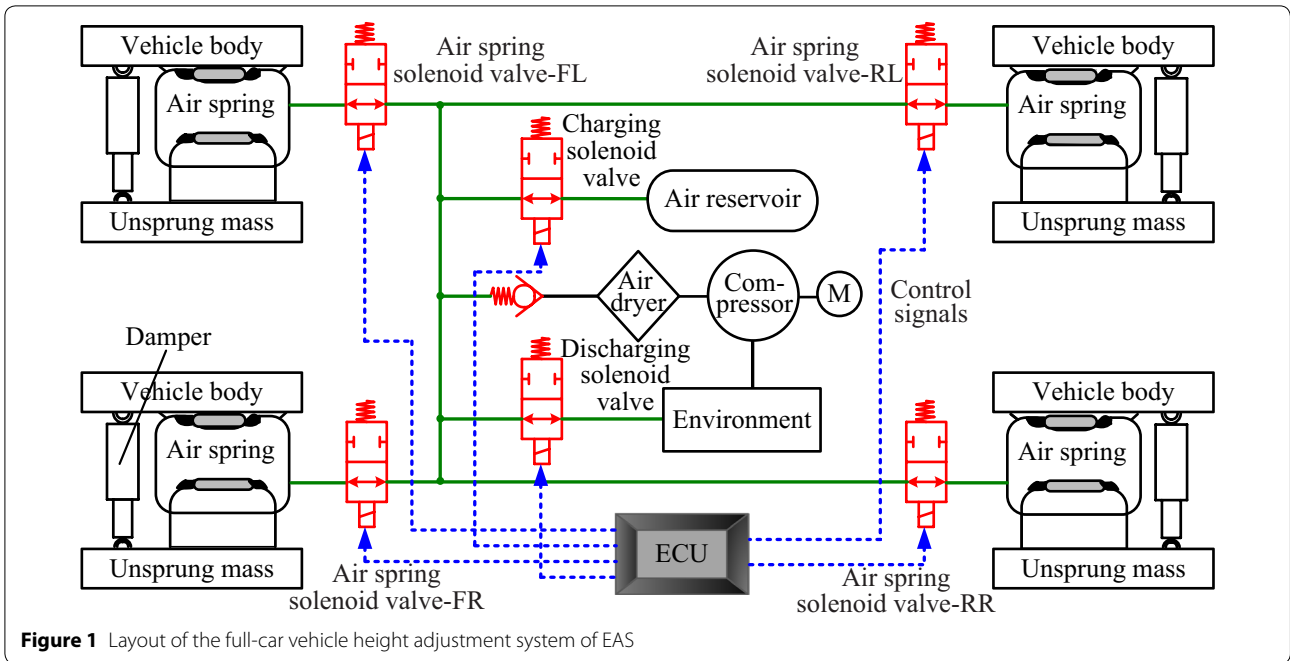 Vehicle body
Air spring
Unsprung mass
Air spring
solenoid valve-FL
Air spring
solenoid valve-RL
Vehicle body
Air spring
Unsprung mass
Charging
solenoid
valve
Air reservoir
Air
dryer
Com-
pressor
M
Control
signals
Damper
Discharging
solenoid
valve
Environment
Vehicle body
Air spring
Unsprung mass
Vehicle body
Air spring
Unsprung mass
ECU
Air spring
solenoid valve-FR
Air spring
solenoid valve-RR
Figure 1 Layout of the full-car vehicle height adjustment system of EAS